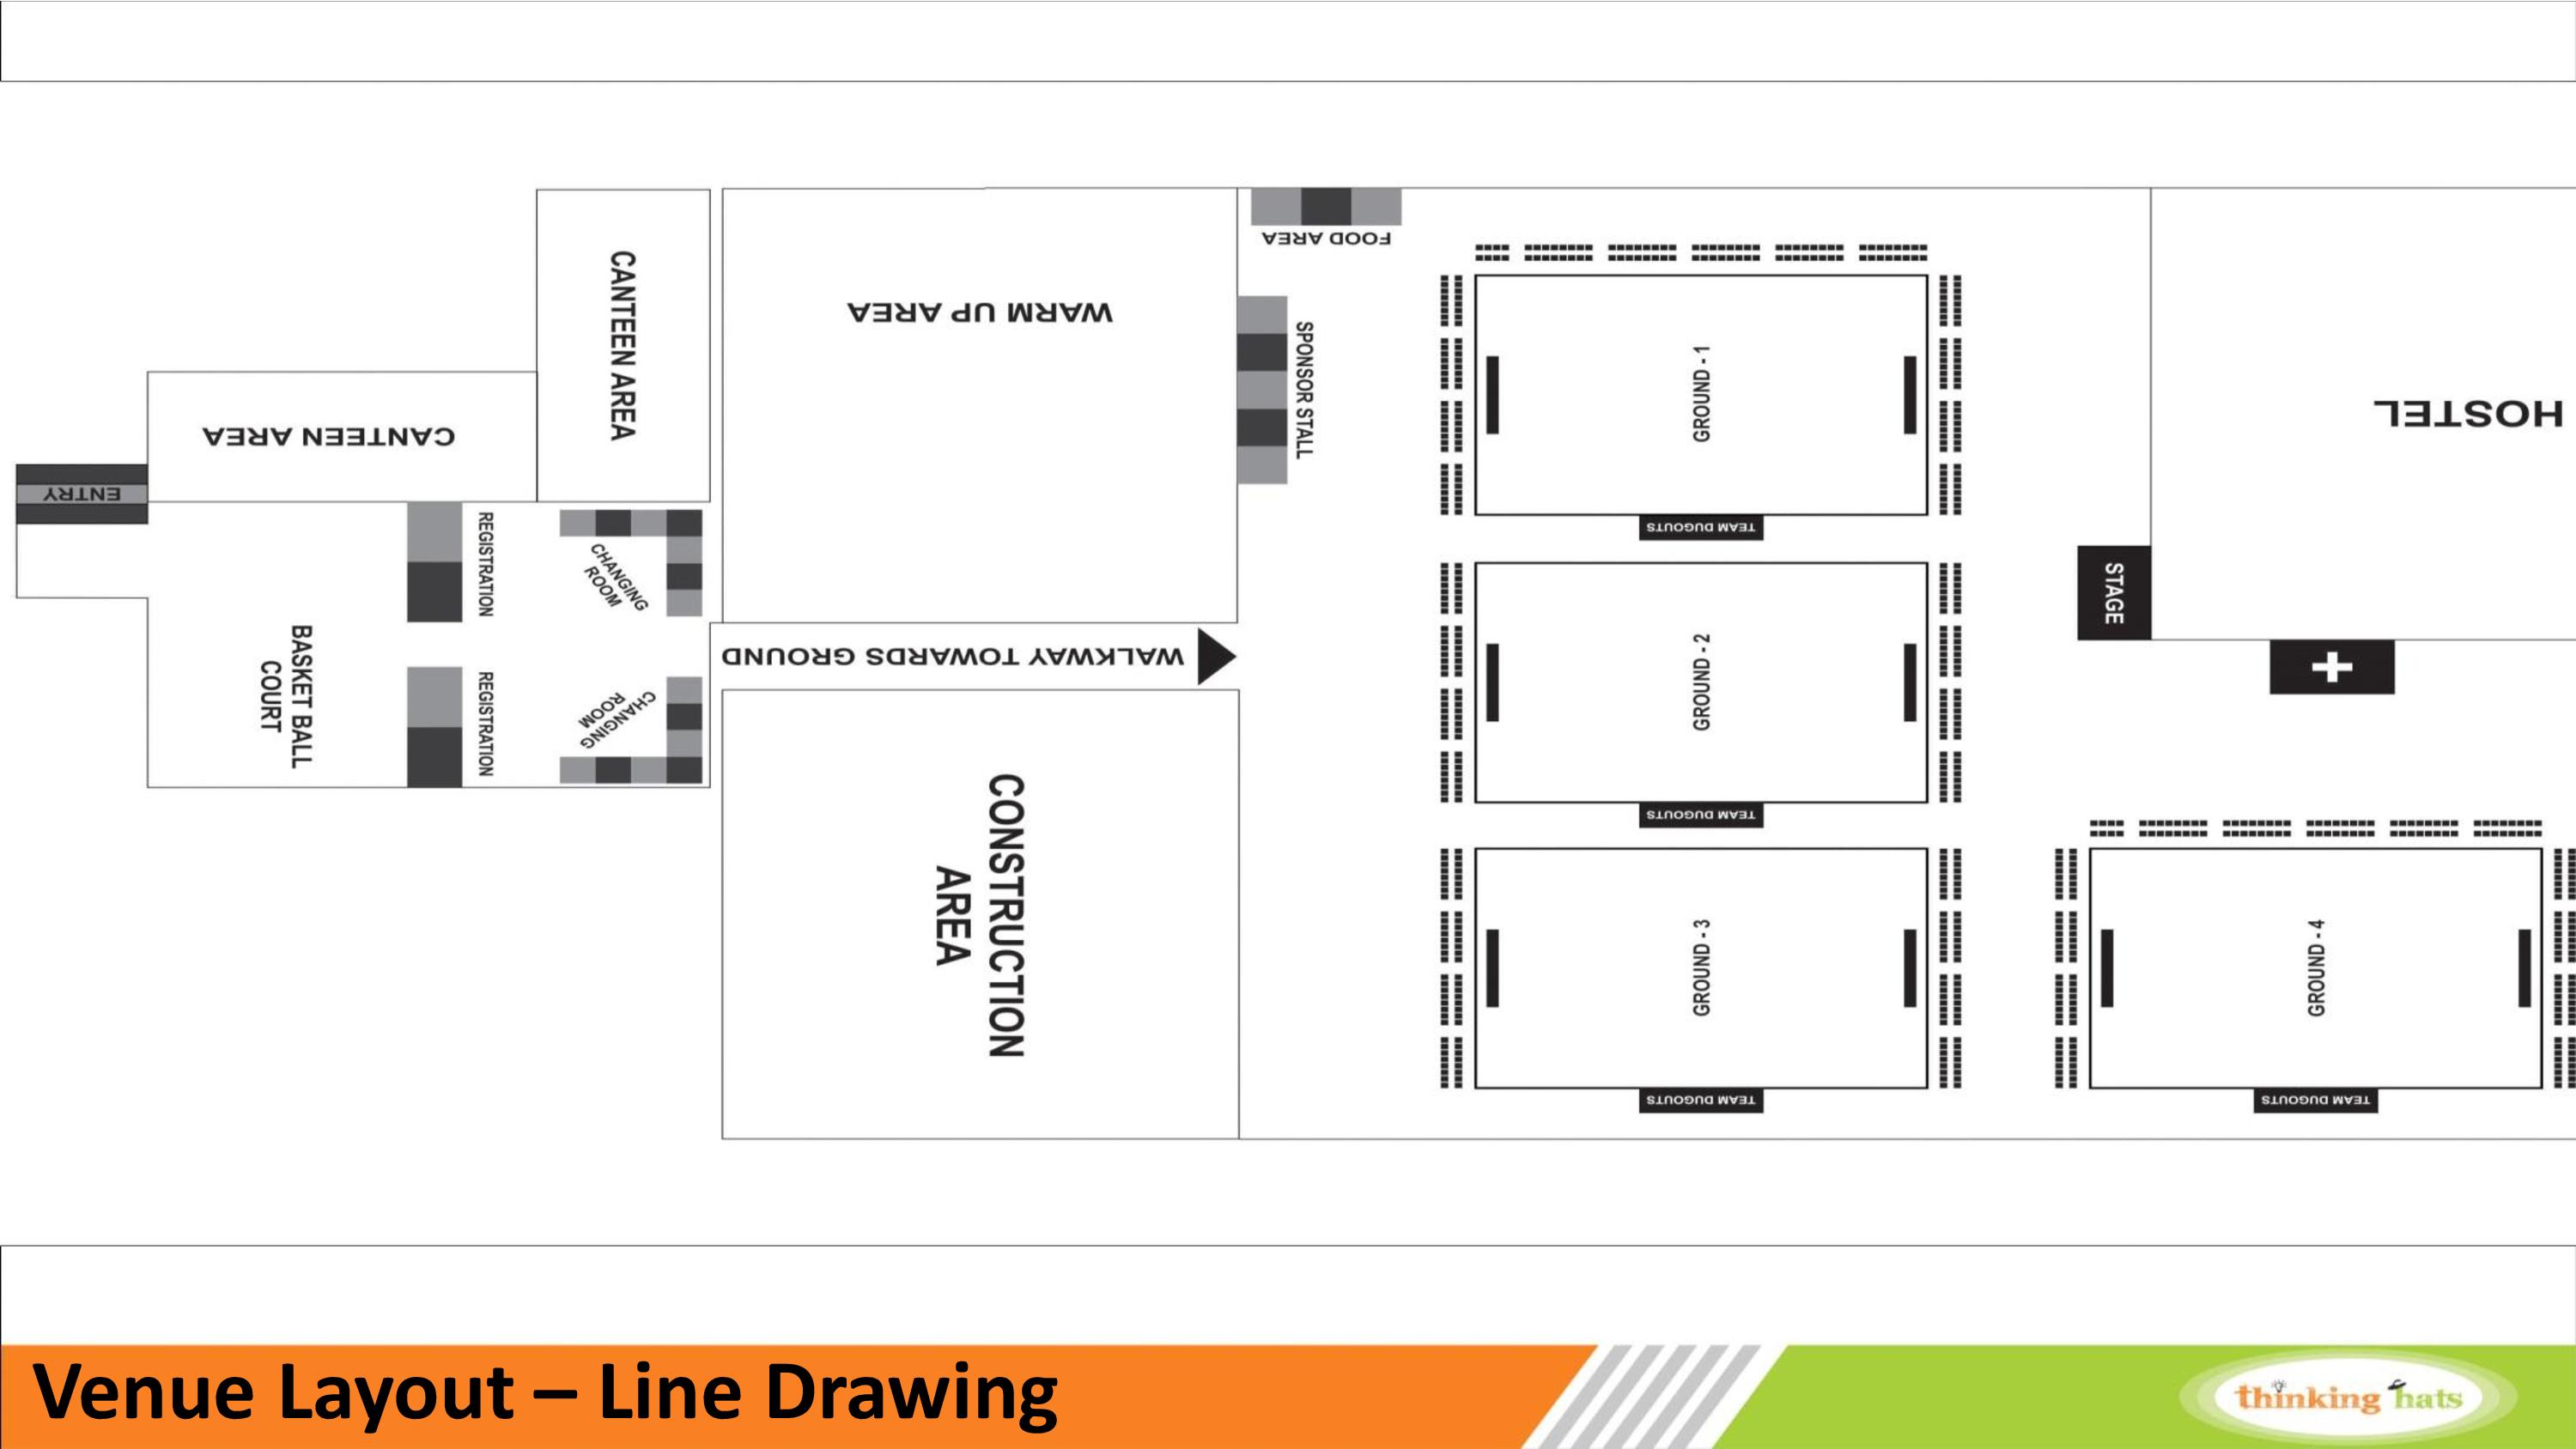 FOOD AREA
CANTEEN AREA
WARM UP AREA
SPONSOR STALL
GROUND - 1
HOSTEL
CANTEEN AREA
ENTRY
REGISTRATION
CHANGING
ROOM
TEAM DUGOUTS
STAGE
BASKET BALL
COURT
WALKWAY TOWARDS GROUND
GROUND - 2
REGISTRATION
CHANGING
ROOM
TEAM DUGOUTS
CONSTRUCTION
AREA
GROUND - 3
GROUND - 4
TEAM DUGOUTS
TEAM DUGOUTS
Venue Layout – Line Drawing
thinking hats